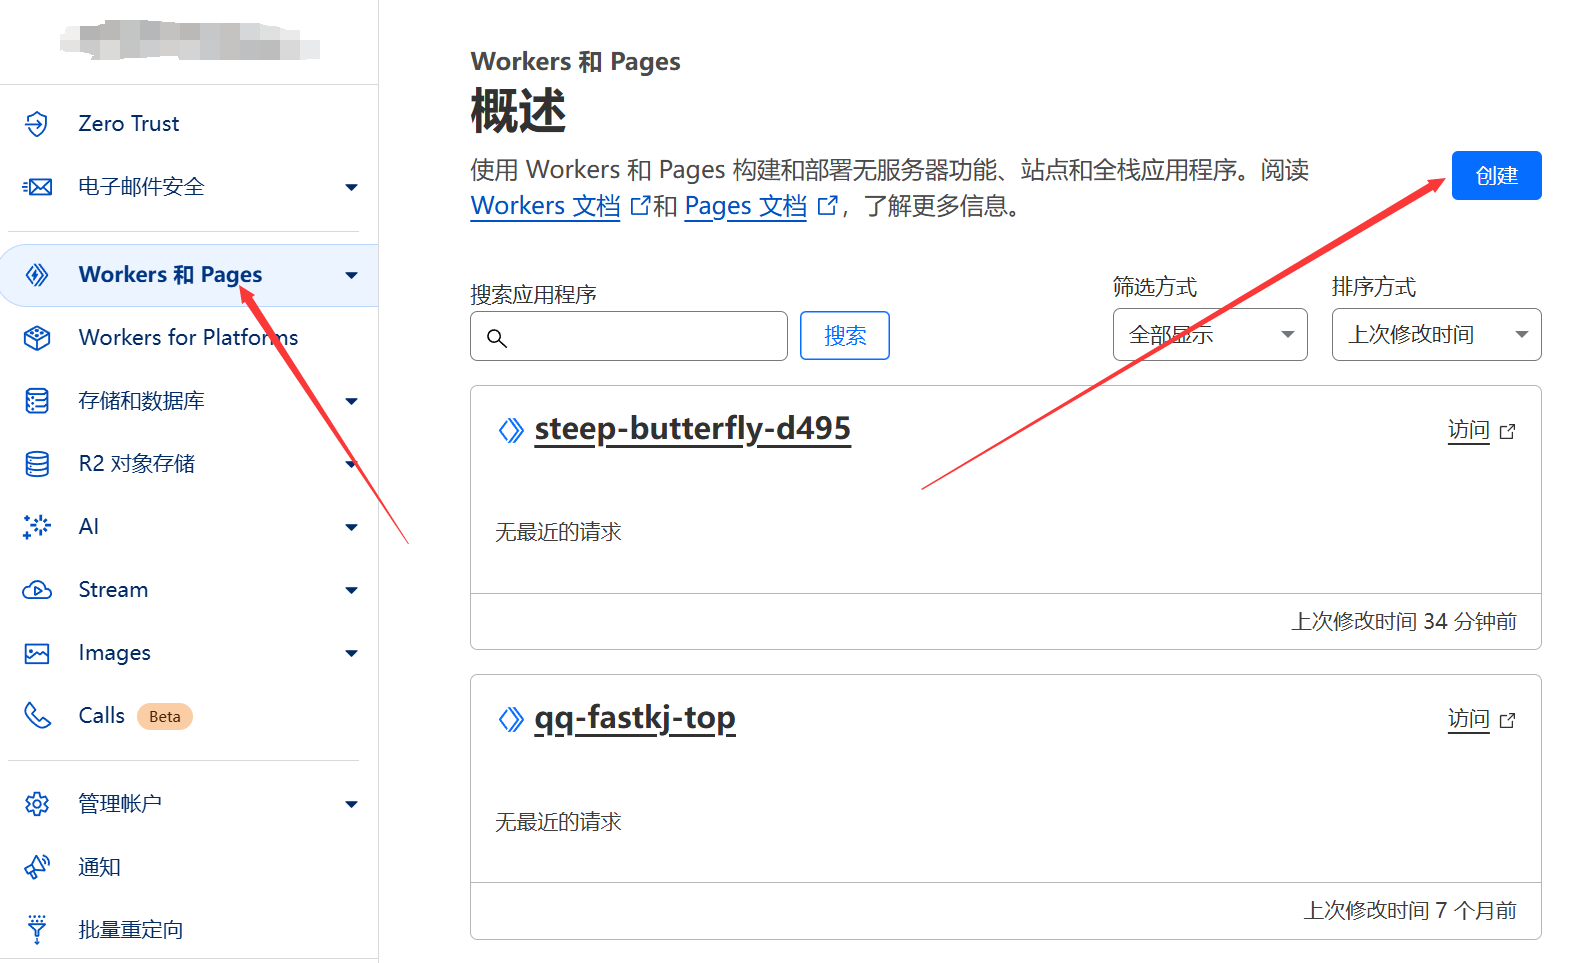 Zero Trust
电子邮件安全
Workers 和 Pages
Workers for Platforms
存储和数据库
R2 对象存储
AI
Stream
Images
Calls Beta
管理帐户
通知
批量重定向
Workers 和 Pages
概述
使用 Workers 和 Pages 构建和部署无服务器功能、站点和全栈应用程序。阅读
Workers 文档 和 Pages 文档 ，了解更多信息。
创建
搜索应用程序
搜索
筛选方式
全部显示
排序方式
上次修改时间
steep-butterfly-d495
访问
无最近的请求
上次修改时间 34 分钟前
qq-fastkj-top
访问
无最近的请求
上次修改时间 7 个月前